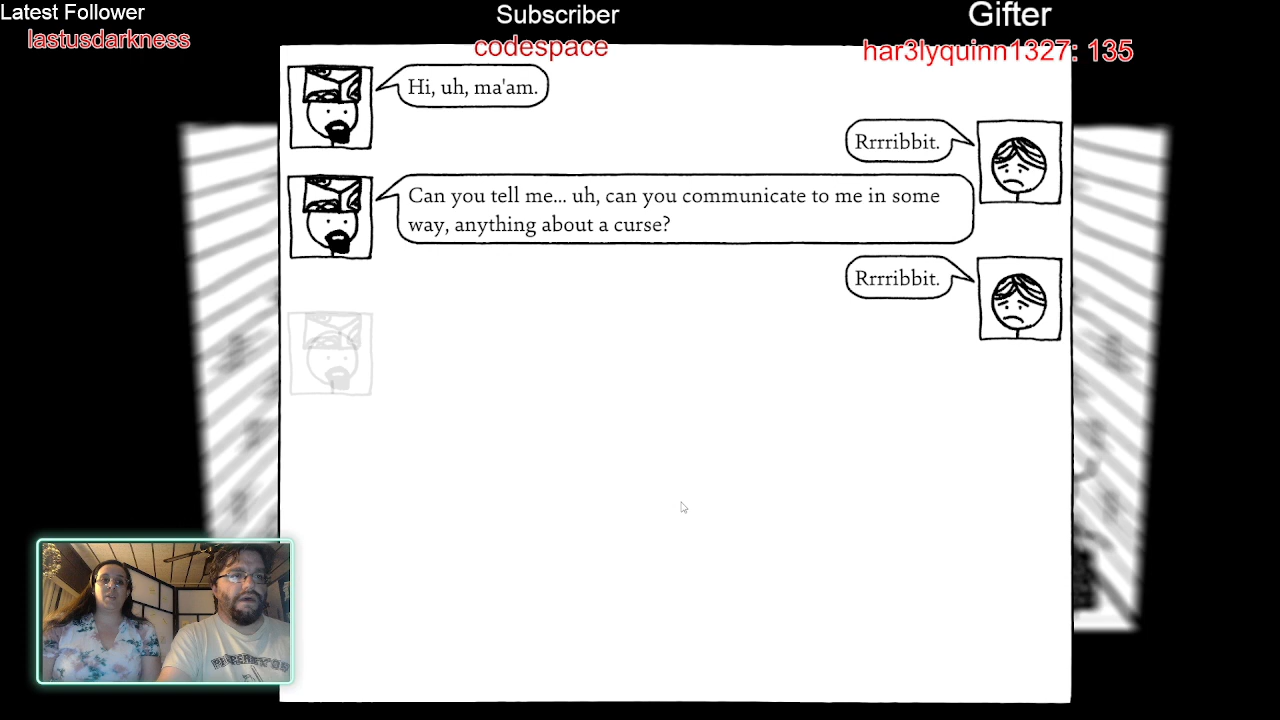 Latest Follower
lastusdarkness
Subscriber
codespace
Gifter
har3lyquinn1327: 135
Hi, uh, ma'am.
Rrrribbit.
Can you tell me... uh, can you communicate to me in some
way, anything about a curse?
Rrrribbit.